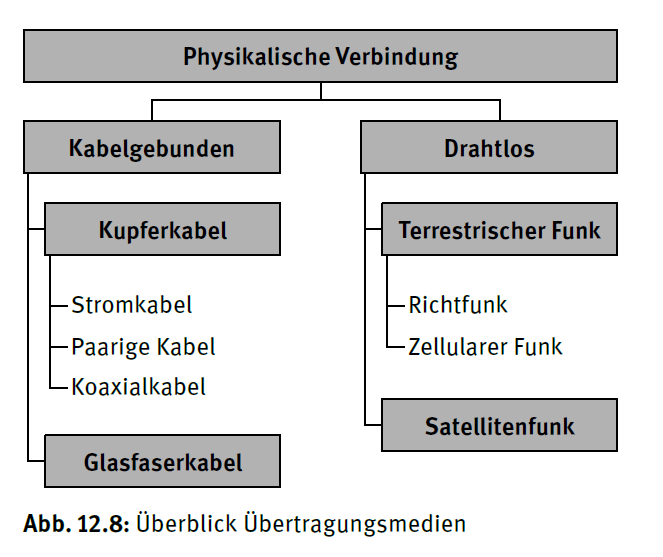 Physikalische Verbindung
Kabelgebunden
Kupferkabel
Stromkabel
Paarige Kabel
Koaxialkabel
Glasfaserkabel
Drahtlos
Terrestrischer Funk
Richtfunk
Zellularer Funk
Satellitenfunk
Abb. 12.8: Überblick Übertragungsmedien